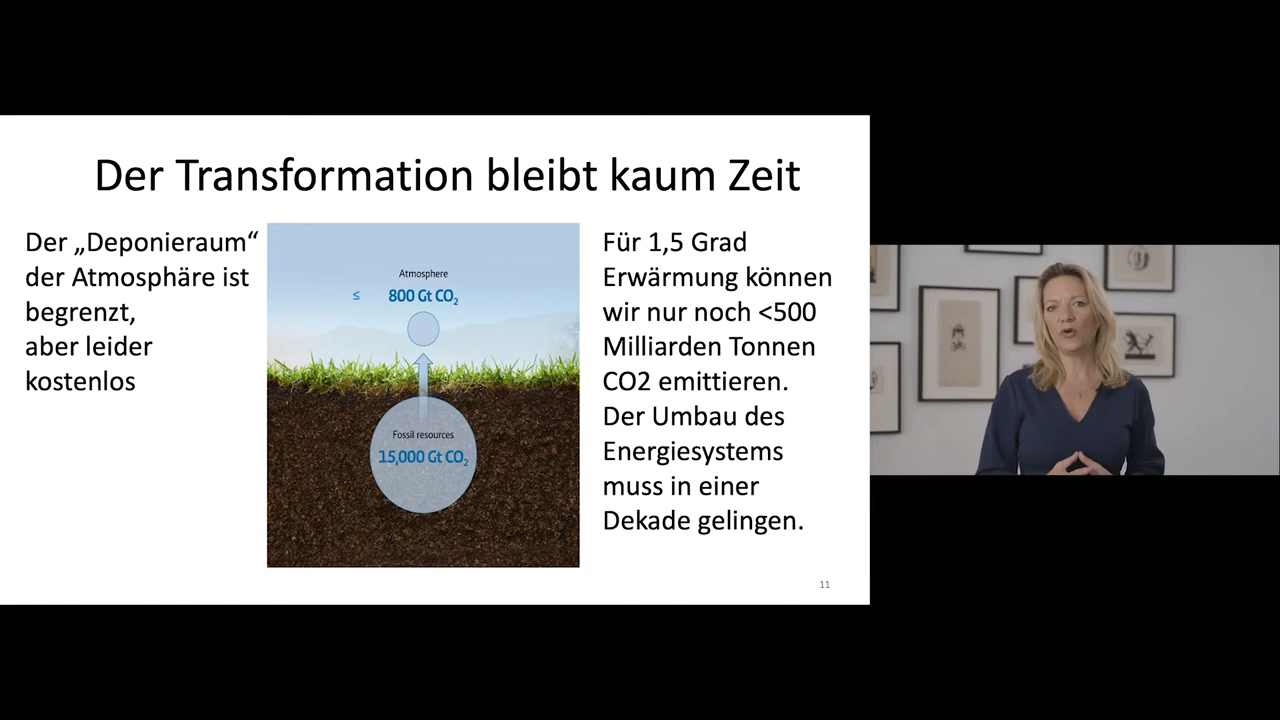 Der Transformation bleibt kaum Zeit
Der „Deponieraum“
der Atmosphäre ist
begrenzt,
aber leider
kostenlos
Atmosphere
≤ 800 Gt CO₂
Fossil resources
15,000 Gt CO₂
Für 1,5 Grad
Erwärmung können
wir nur noch <500
Milliarden Tonnen
CO2 emittieren.
Der Umbau des
Energiesystems
muss in einer
Dekade gelingen.
11